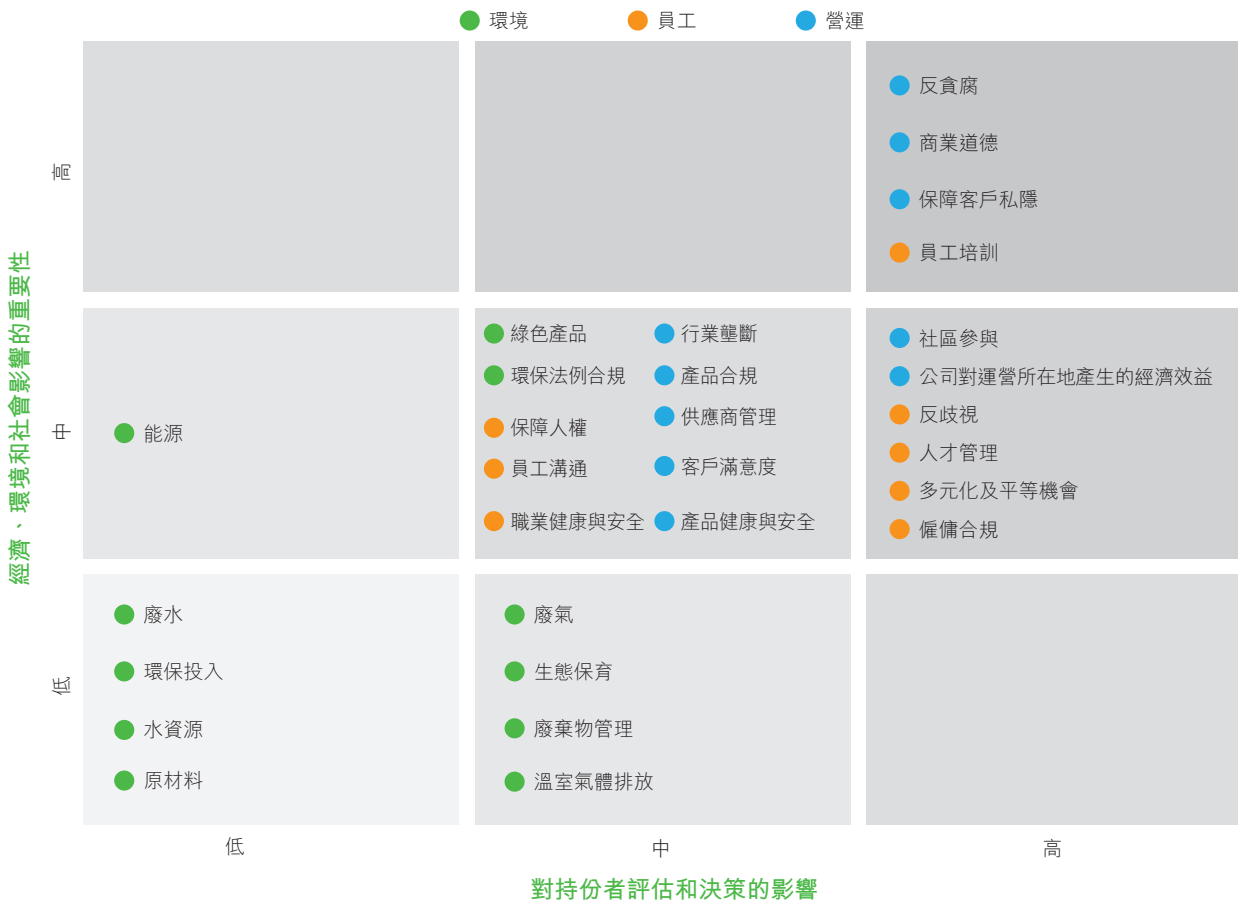 環境
員工
營運
經濟、環境和社會影響的重要性
高
反貪腐
商業道德
保障客戶私隱
員工培訓
中
能源
綠色產品
環保法例合規
保障人權
員工溝通
職業健康與安全
行業壟斷
產品合規
供應商管理
客戶滿意度
產品健康與安全
社區參與
公司對運營所在地產生的經濟效益
反歧視
人才管理
多元化及平等機會
僱傭合規
低
廢水
環保投入
水資源
原材料
廢氣
生態保育
廢棄物管理
溫室氣體排放
低
中
高
對持份者評估和決策的影響